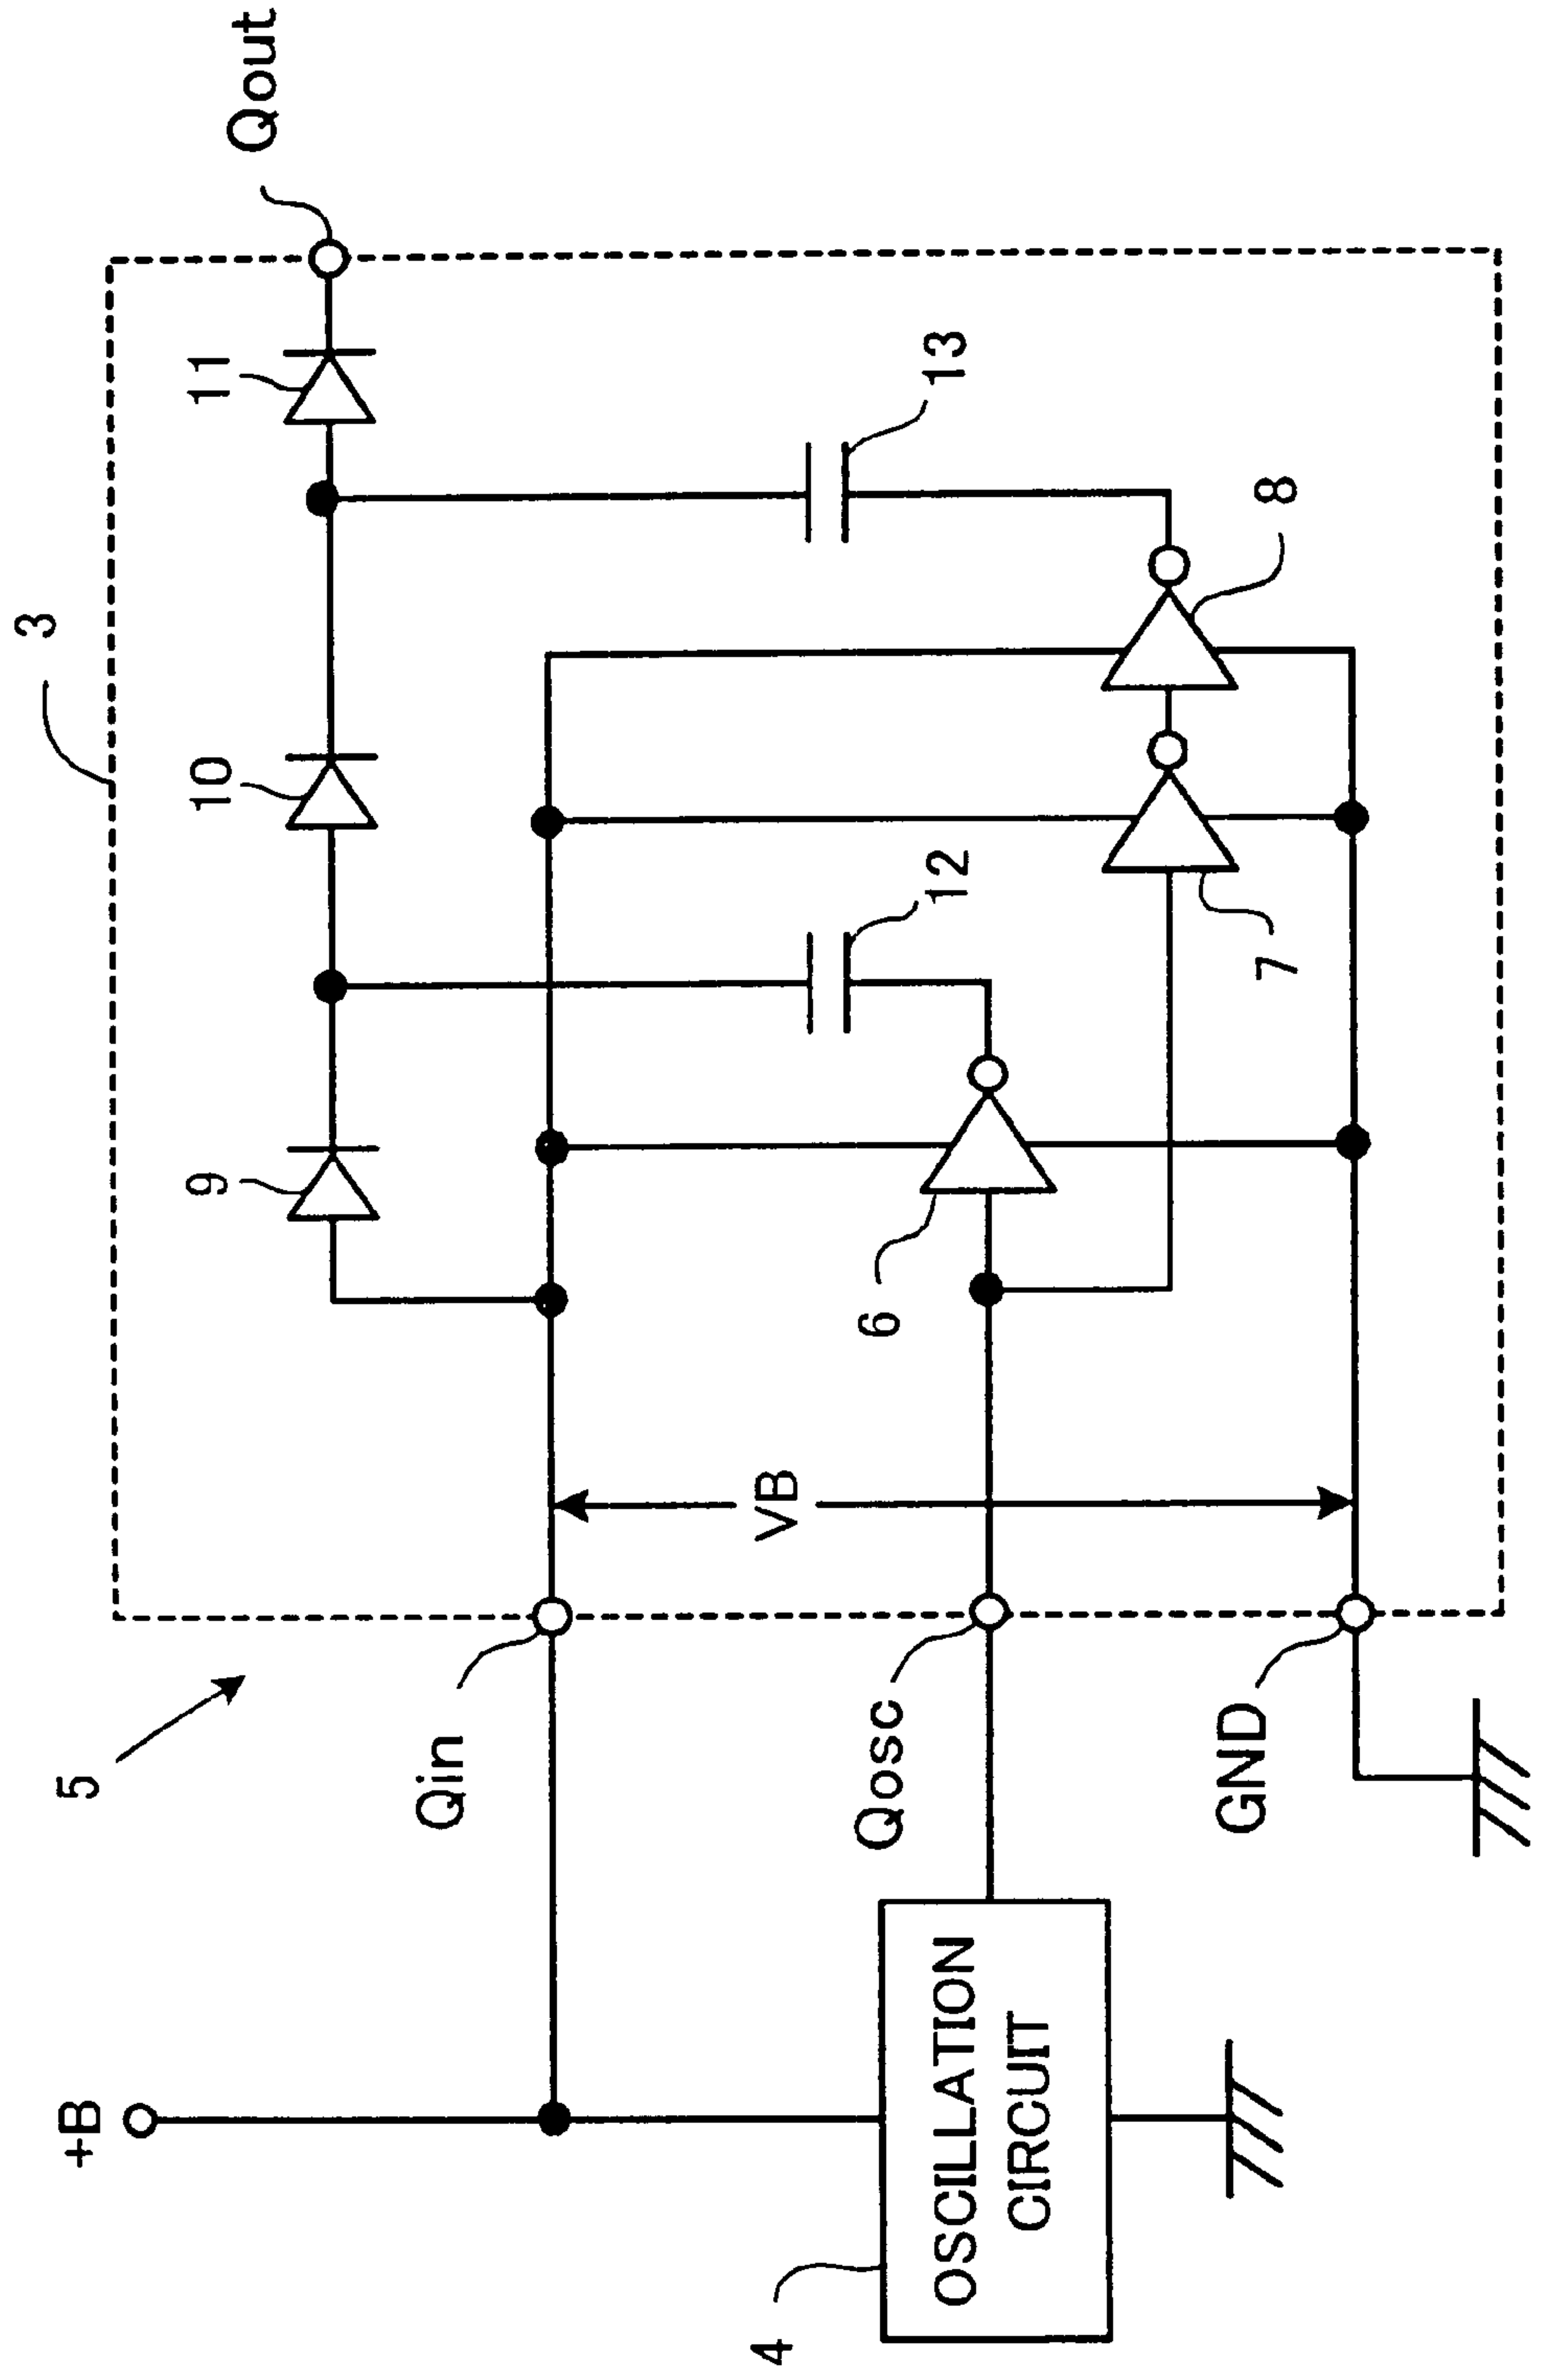 5
3
+B
Qin
Qosc
GND
VB
4
OSCILLATION
CIRCUIT
9
10
11
Qout
12
13
6
7
8